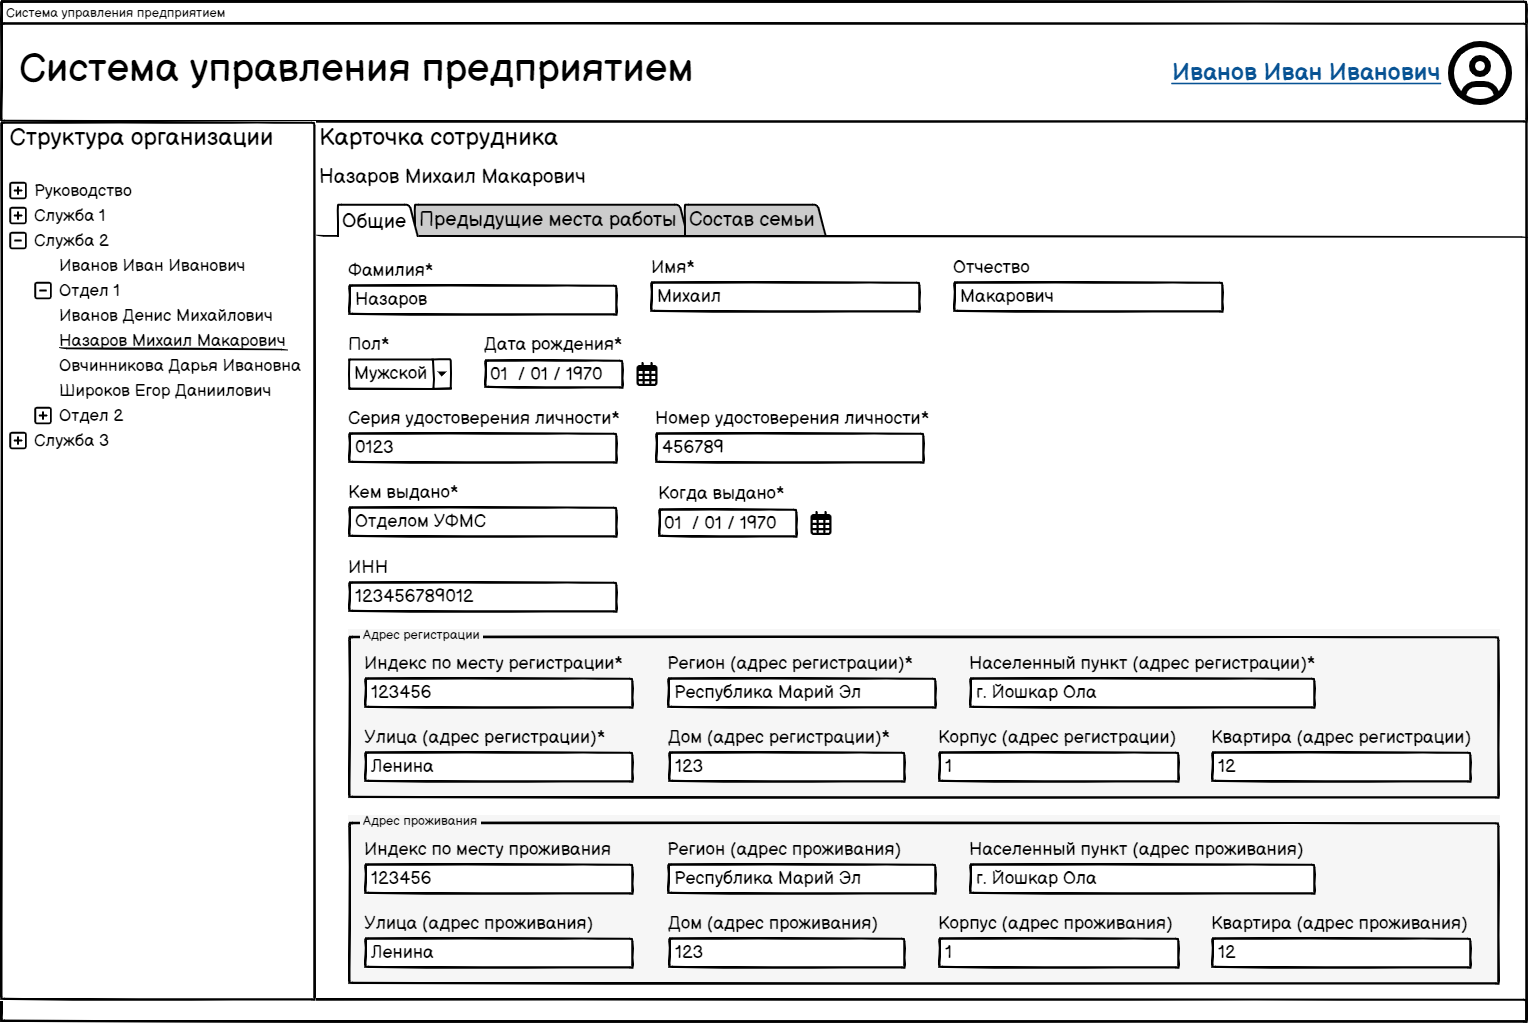 Система управления предприятием
Система управления предприятием
Иванов Иван Иванович
Структура организации
Руководство
Служба 1
Служба 2
Иванов Иван Иванович
Отдел 1
Иванов Денис Михайлович
Назаров Михаил Макарович
Овчинникова Дарья Ивановна
Широков Егор Даниилович
Отдел 2
Служба 3
Карточка сотрудника
Назаров Михаил Макарович
Общие Предыдущие места работы Состав семьи
Фамилия* Имя* Отчество
Назаров Михаил Макарович
Пол* Дата рождения*
Мужской 01 / 01 / 1970
Серия удостоверения личности* Номер удостоверения личности*
0123 456789
Кем выдано* Когда выдано*
Отделом УФМС 01 / 01 / 1970
ИНН
123456789012
Адрес регистрации
Индекс по месту регистрации* Регион (адрес регистрации)* Населенный пункт (адрес регистрации)*
123456 Республика Марий Эл г. Йошкар Ола
Улица (адрес регистрации)* Дом (адрес регистрации)* Корпус (адрес регистрации) Квартира (адрес регистрации)
Ленина 123 1 12
Адрес проживания
Индекс по месту проживания Регион (адрес проживания) Населенный пункт (адрес проживания)
123456 Республика Марий Эл г. Йошкар Ола
Улица (адрес проживания) Дом (адрес проживания) Корпус (адрес проживания) Квартира (адрес проживания)
Ленина 123 1 12